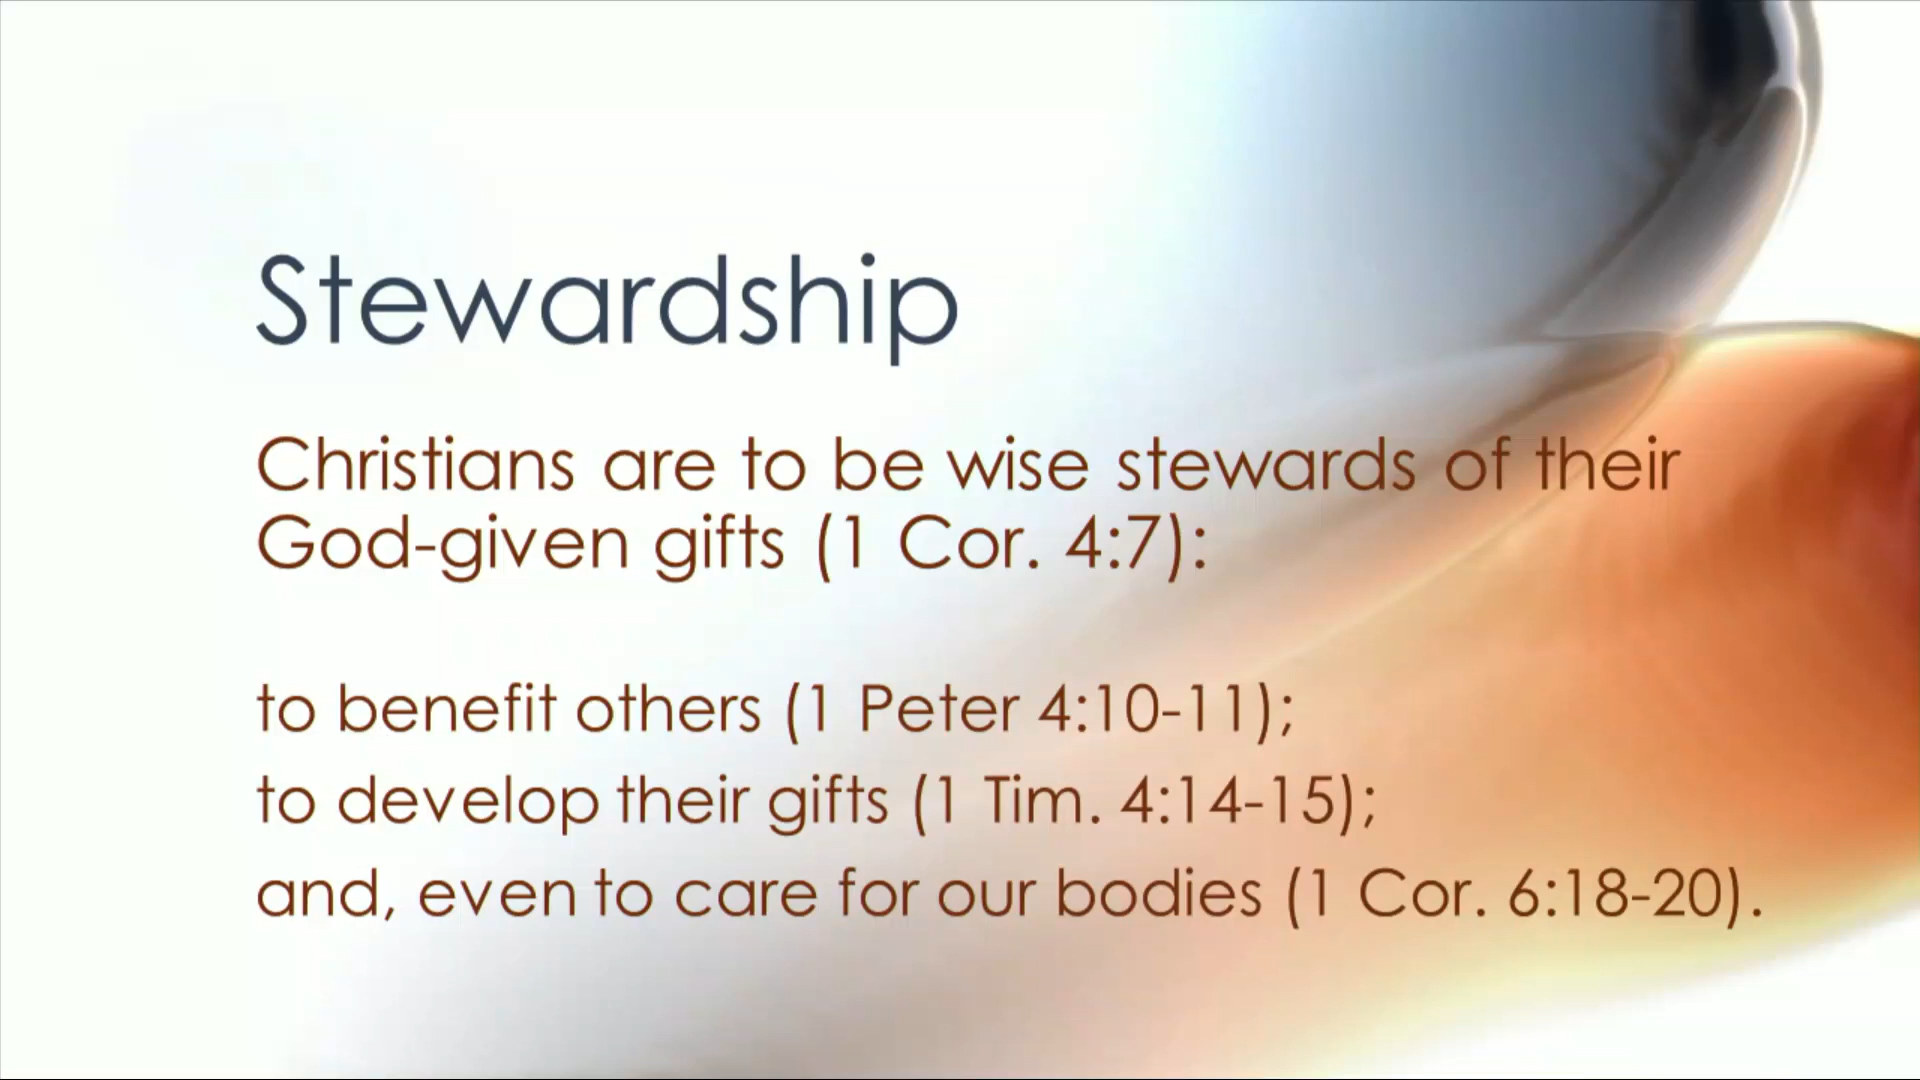 Stewardship
Christians are to be wise stewards of their
God-given gifts (1 Cor. 4:7):
to benefit others (1 Peter 4:10-11);
to develop their gifts (1 Tim. 4:14-15);
and, even to care for our bodies (1 Cor. 6:18-20).